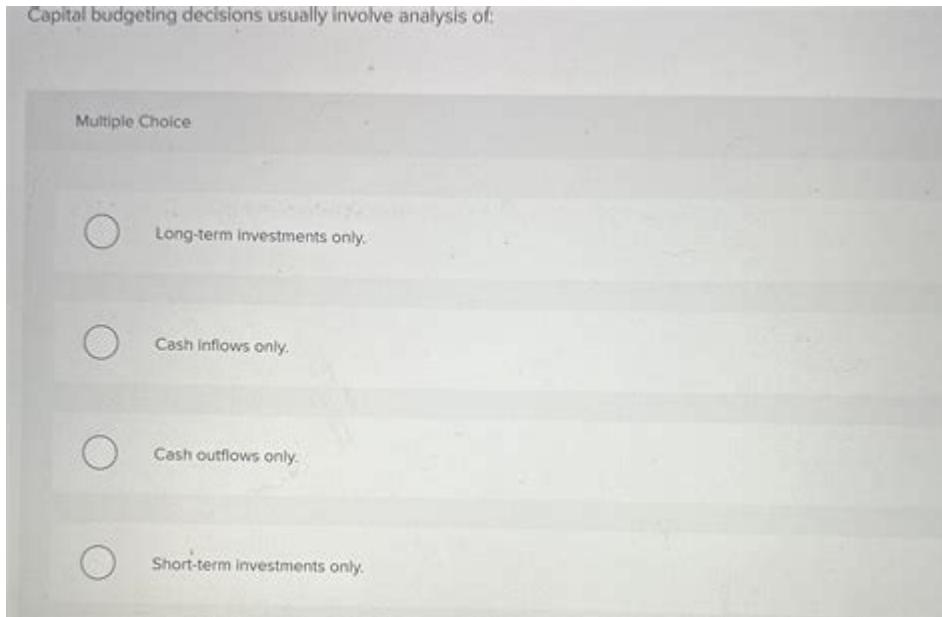 Capital budgeting decisions usually involve analysis of:
Multiple Choice
Long-term investments only.
Cash inflows only.
Cash outflows only.
Short-term investments only.